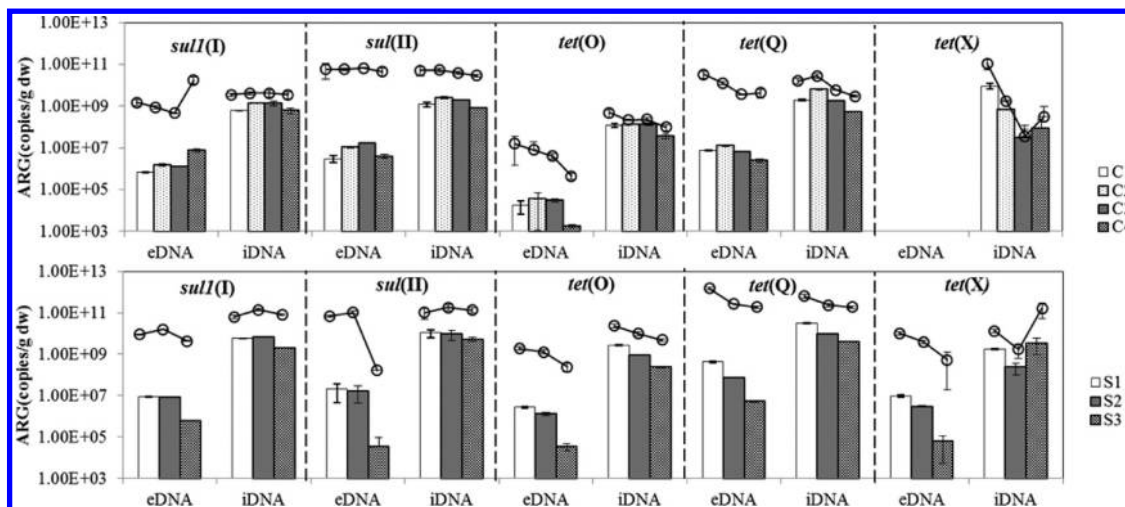 1.00E+13
1.00E+11
1.00E+09
1.00E+07
1.00E+05
1.00E+03
ARG(copies/g dw)
sul1(I) sul(II) tet(O) tet(Q) tet(X)
eDNA iDNA eDNA iDNA eDNA iDNA eDNA iDNA eDNA iDNA
1.00E+13
1.00E+11
1.00E+09
1.00E+07
1.00E+05
1.00E+03
ARG(copies/g dw)
sul1(I) sul(II) tet(O) tet(Q) tet(X)
eDNA iDNA eDNA iDNA eDNA iDNA eDNA iDNA eDNA iDNA
S1
S2
S3